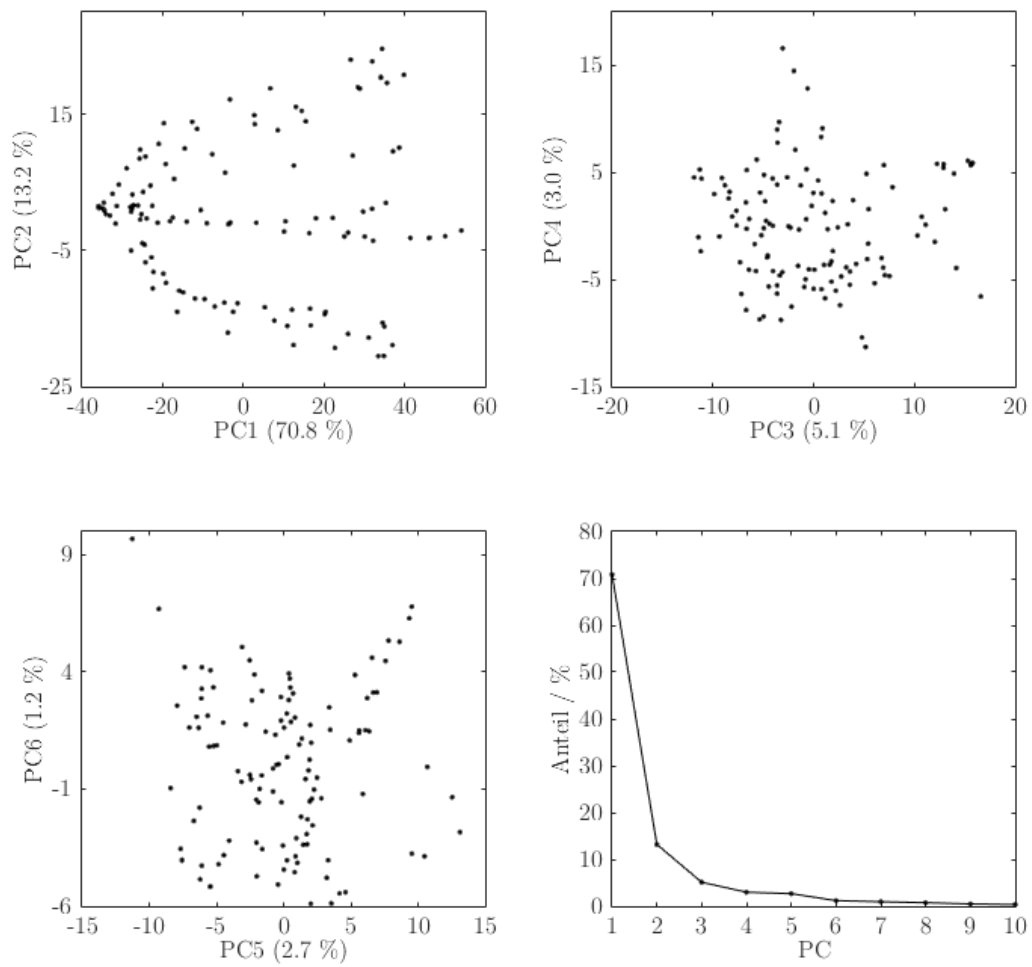 15
-5
-25
PC2 (13.2 %)
-40 -20 0 20 40 60
PC1 (70.8 %)
15
5
-5
-15
PC4 (3.0 %)
-20 -10 0 10 20
PC3 (5.1 %)
9
4
-1
-6
PC6 (1.2 %)
-15 -10 -5 0 5 10 15
PC5 (2.7 %)
80
70
60
50
40
30
20
10
0
Anteil / %
1 2 3 4 5 6 7 8 9 10
PC